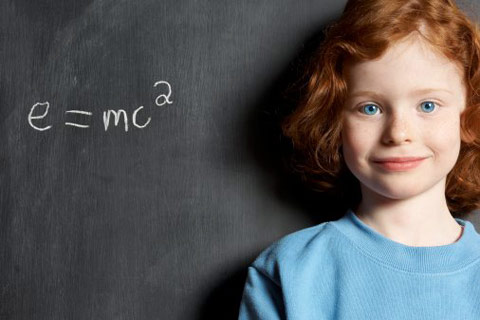 e = mc²